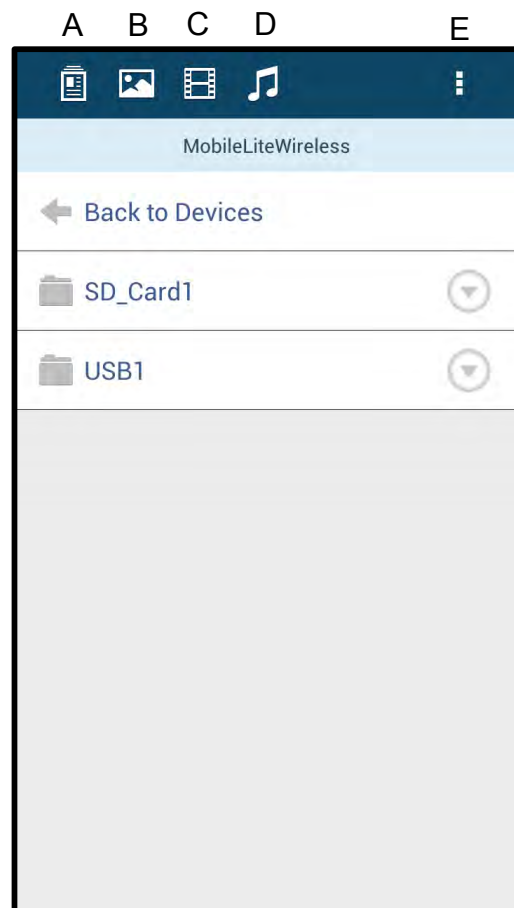 A B C D E
MobileLiteWireless
Back to Devices
SD_Card1
USB1